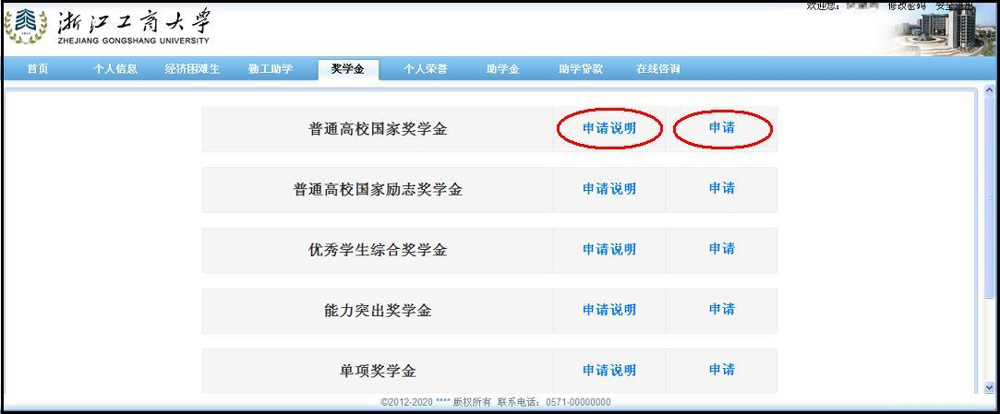 欢迎您: 修改密码 安全退出
浙江工商大学
ZHEJIANG GONGSHANG UNIVERSITY
首页 个人信息 经济困难生 勤工助学 奖学金 个人荣誉 助学金 助学贷款 在线咨询
普通高校国家奖学金 申请说明 申请
普通高校国家励志奖学金 申请说明 申请
优秀学生综合奖学金 申请说明 申请
能力突出奖学金 申请说明 申请
单项奖学金 申请说明 申请
©2012-2020 **** 版权所有 联系电话：0571-00000000